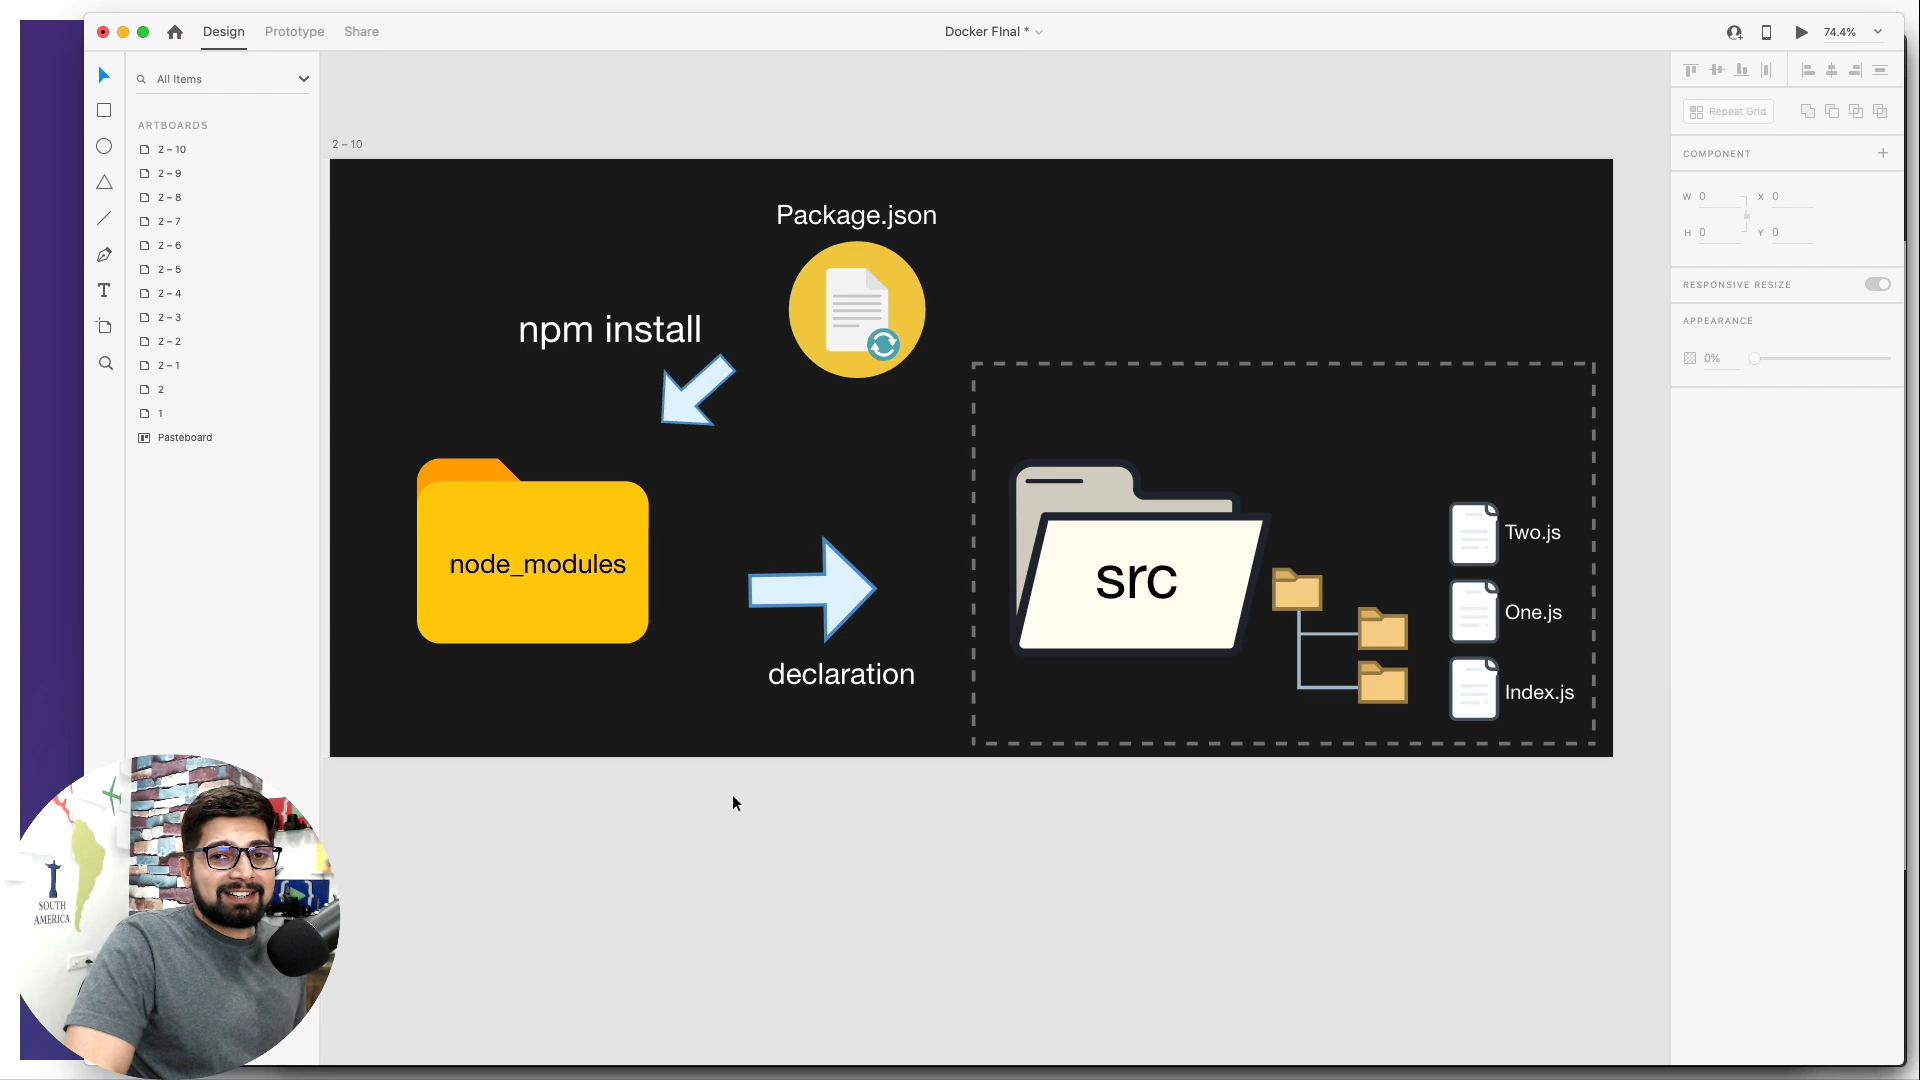 Design
Prototype
Share
Docker FInal *
74.4%
All Items
ARTBOARDS
2 – 10
2 – 9
2 – 8
2 – 7
2 – 6
2 – 5
2 – 4
2 – 3
2 – 2
2 – 1
2
1
Pasteboard
2 – 10
Package.json
npm install
node_modules
declaration
src
Two.js
One.js
Index.js
Repeat Grid
COMPONENT
W 0
X 0
H 0
Y 0
RESPONSIVE RESIZE
APPEARANCE
0%
SOUTH
AMERICA